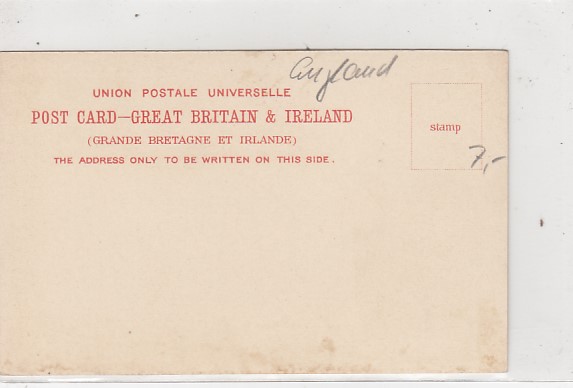 England
UNION POSTALE UNIVERSELLE
POST CARD—GREAT BRITAIN & IRELAND
(GRANDE BRETAGNE ET IRLANDE)
THE ADDRESS ONLY TO BE WRITTEN ON THIS SIDE.
stamp
7,-